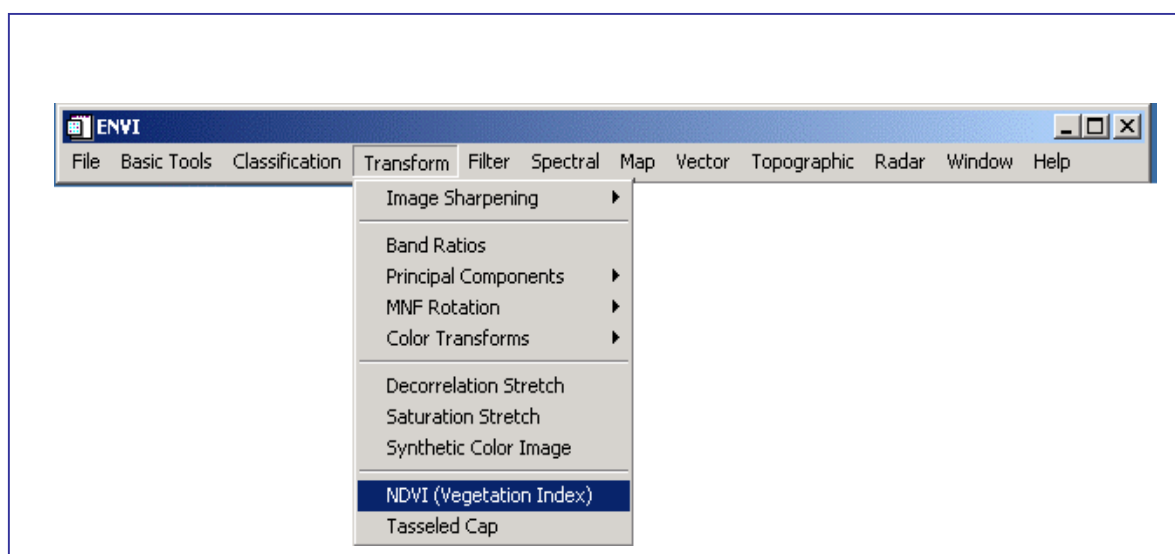 ENVI
File Basic Tools Classification Transform Filter Spectral Map Vector Topographic Radar Window Help
Image Sharpening
Band Ratios
Principal Components
MNF Rotation
Color Transforms
Decorrelation Stretch
Saturation Stretch
Synthetic Color Image
NDVI (Vegetation Index)
Tasseled Cap